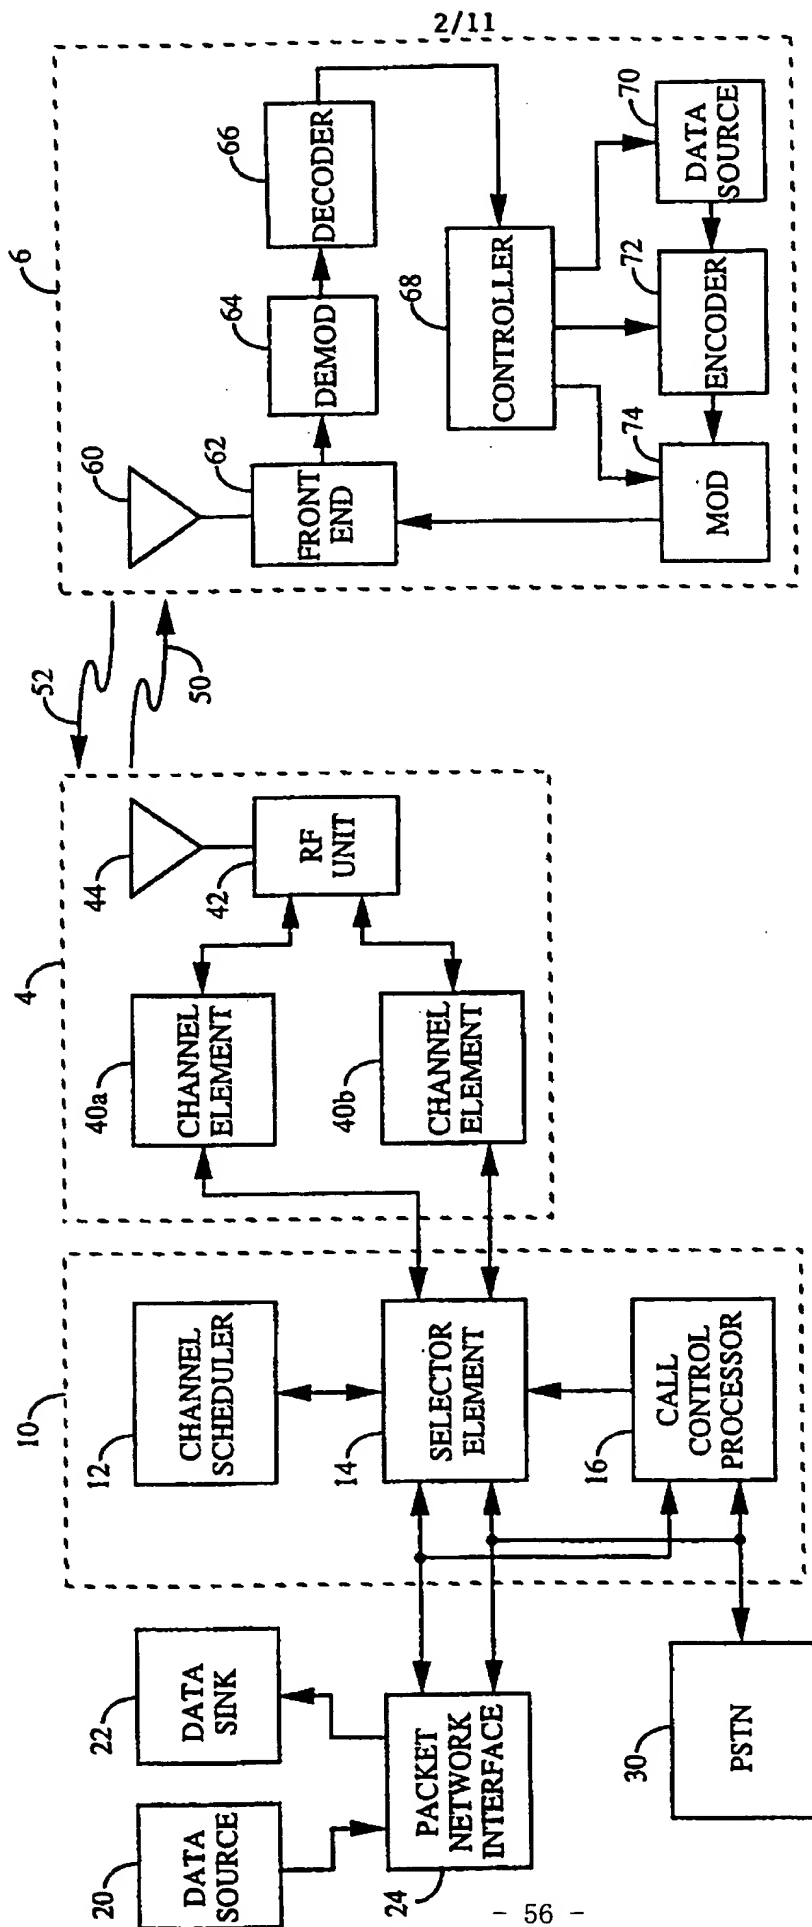 2/11
6
60
62
FRONT
END
64
DEMOD
66
DECODER
68
CONTROLLER
70
DATA
SOURCE
72
ENCODER
74
MOD
52
50
4
44
42
RF
UNIT
40a
CHANNEL
ELEMENT
40b
CHANNEL
ELEMENT
10
12
CHANNEL
SCHEDULER
14
SELECTOR
ELEMENT
16
CALL
CONTROL
PROCESSOR
22
DATA
SINK
20
DATA
SOURCE
24
PACKET
NETWORK
INTERFACE
30
PSTN
- 56 -